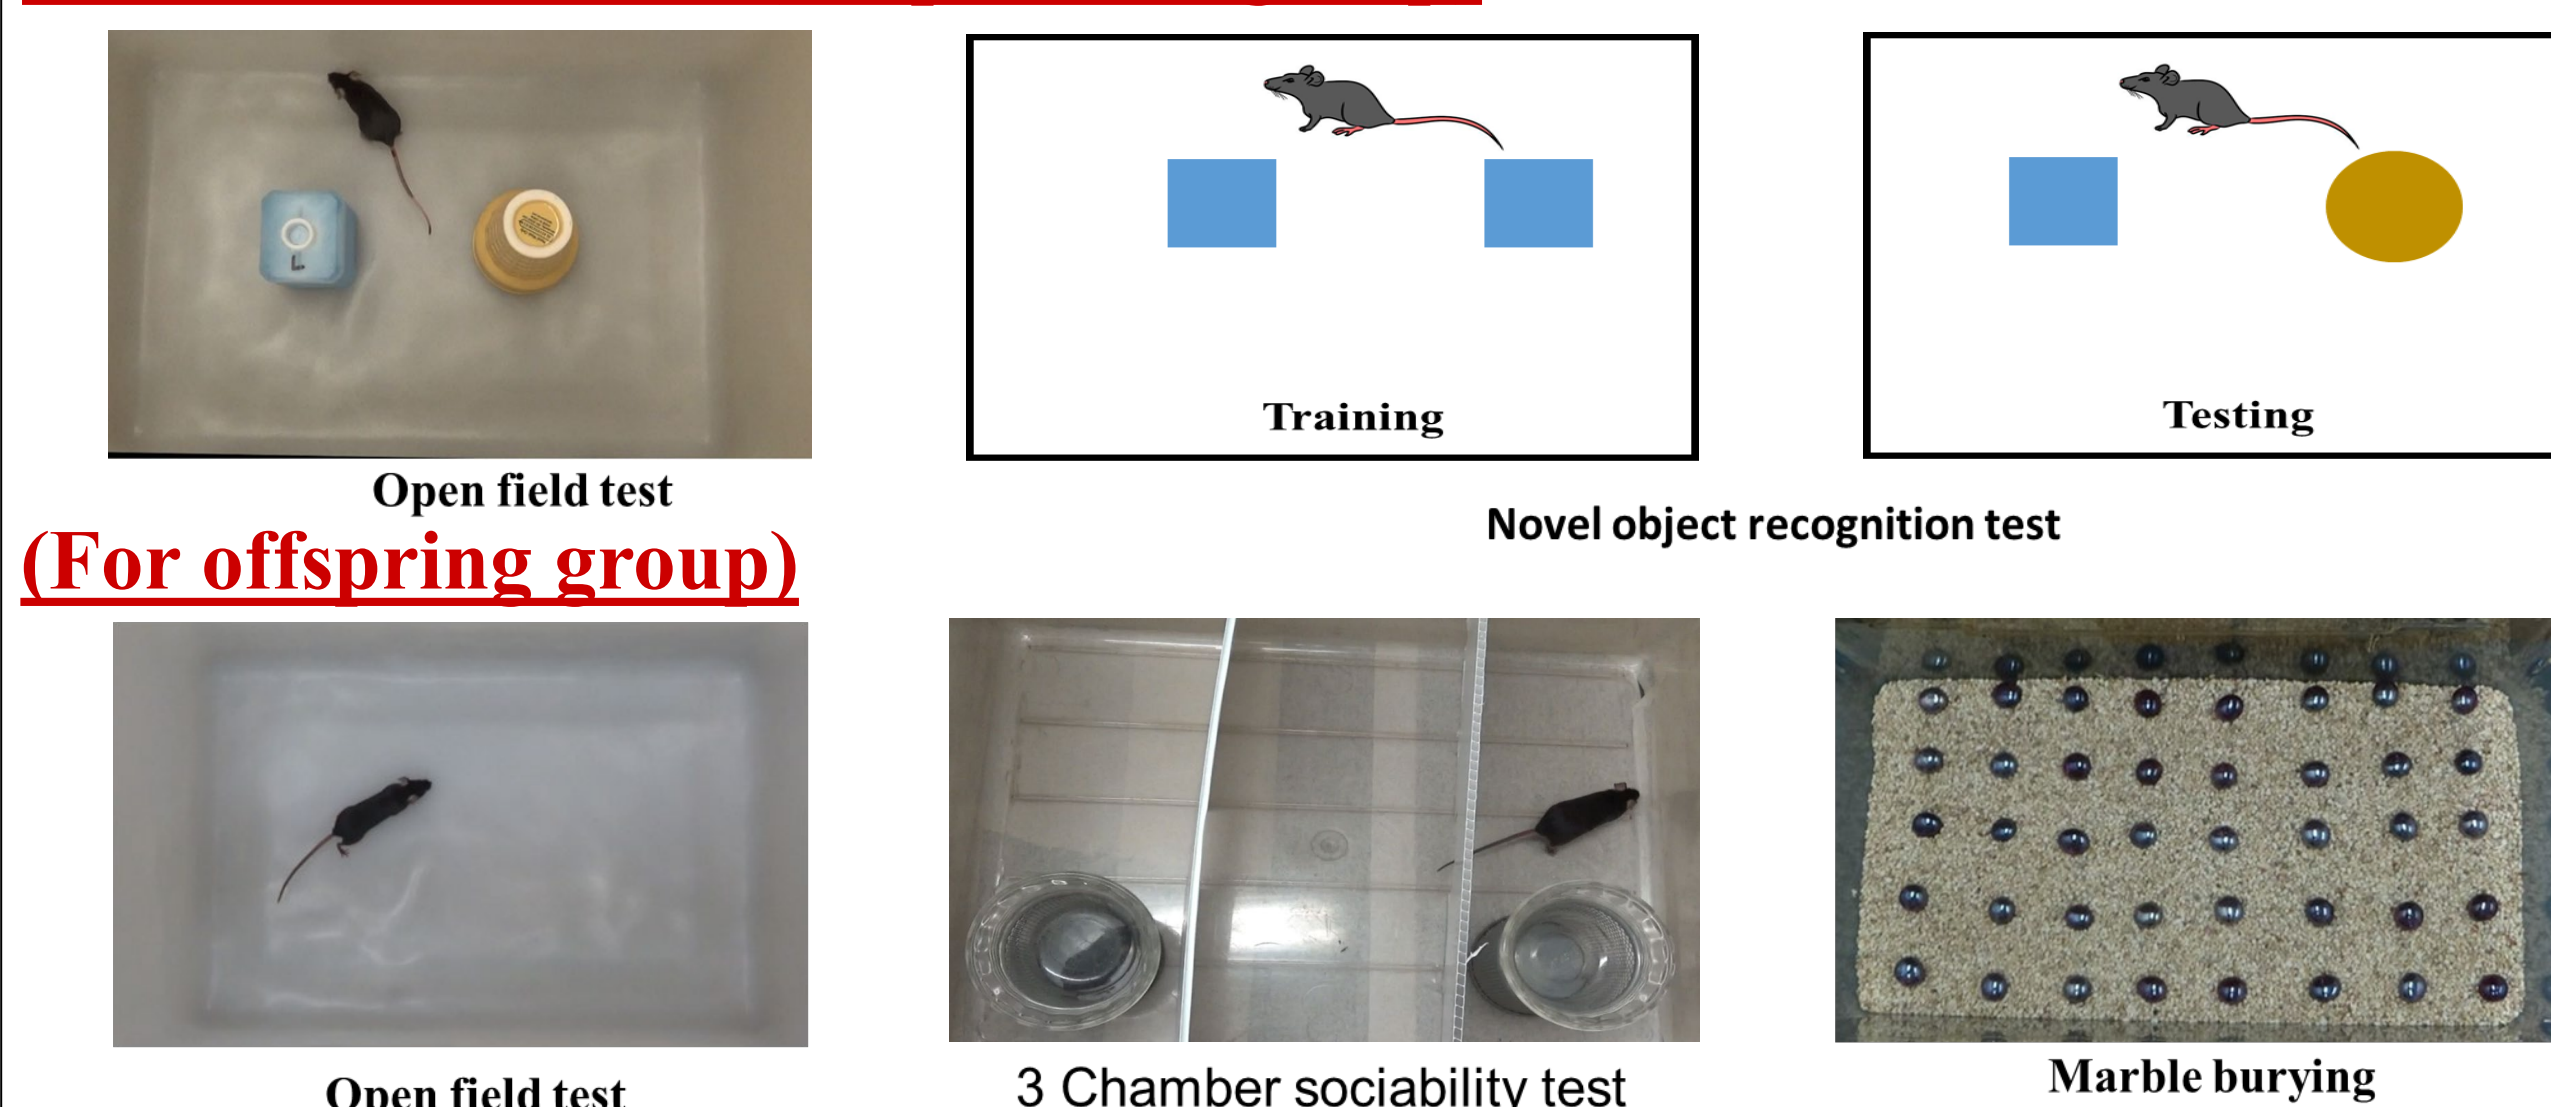 Training
Testing
Open field test
Novel object recognition test
(For offspring group)
L
Open field test
3 Chamber sociability test
Marble burying